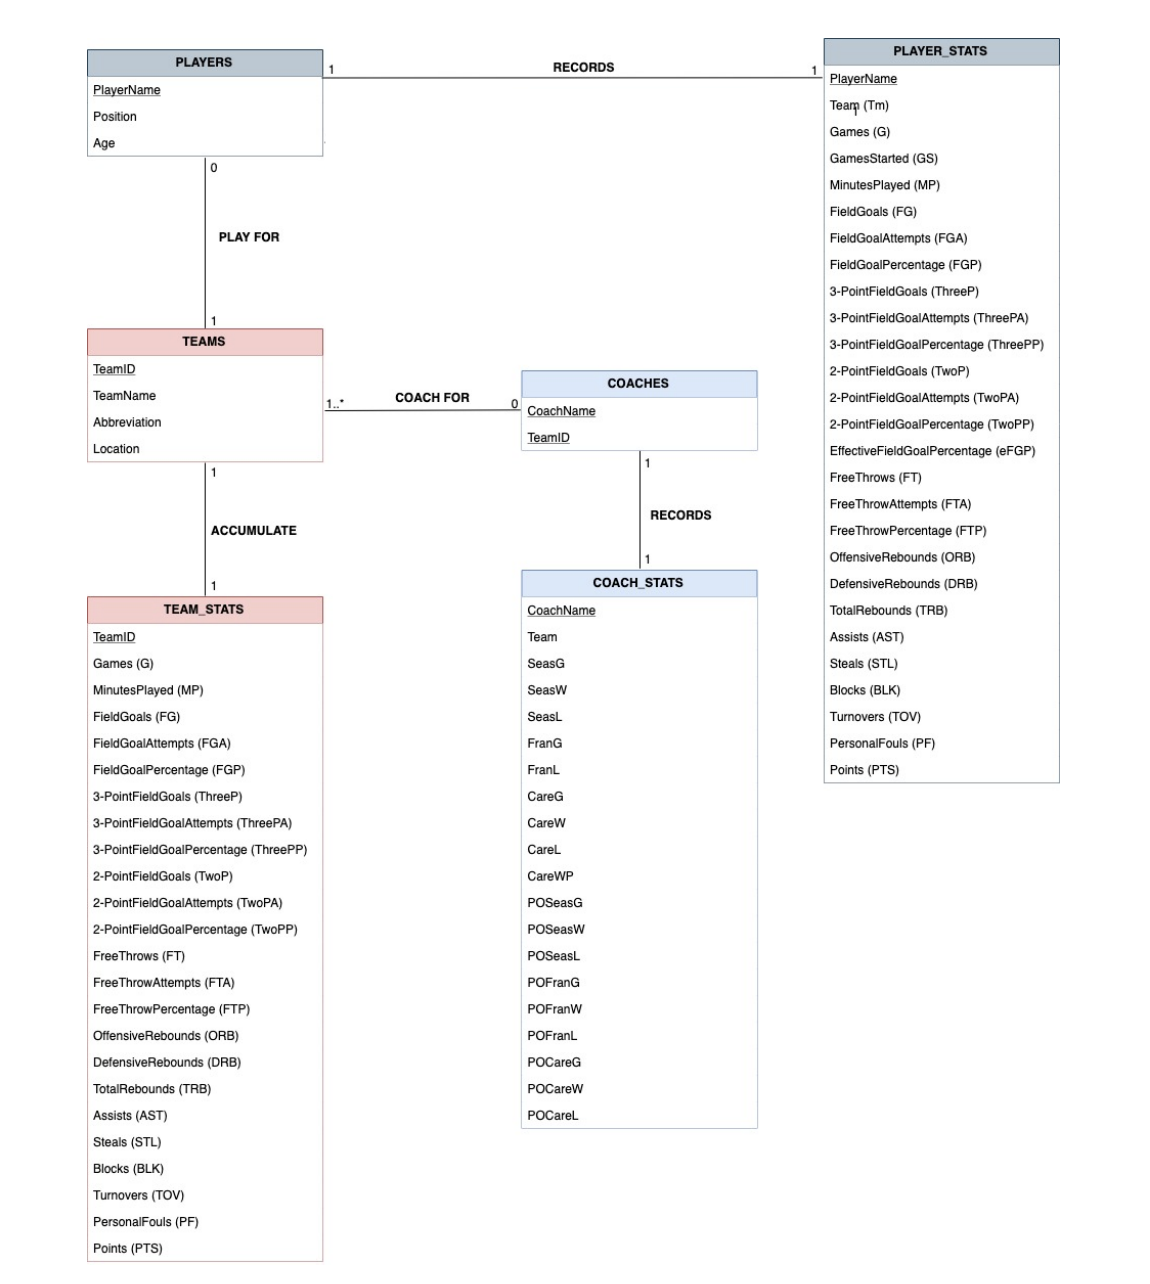 PLAYERS
PlayerName
Position
Age
1
RECORDS
1
PLAYER_STATS
PlayerName
Team (Tm)
Games (G)
GamesStarted (GS)
MinutesPlayed (MP)
FieldGoals (FG)
FieldGoalAttempts (FGA)
FieldGoalPercentage (FGP)
3-PointFieldGoals (ThreeP)
3-PointFieldGoalAttempts (ThreePA)
3-PointFieldGoalPercentage (ThreePP)
2-PointFieldGoals (TwoP)
2-PointFieldGoalAttempts (TwoPA)
2-PointFieldGoalPercentage (TwoPP)
EffectiveFieldGoalPercentage (eFGP)
FreeThrows (FT)
FreeThrowAttempts (FTA)
FreeThrowPercentage (FTP)
OffensiveRebounds (ORB)
DefensiveRebounds (DRB)
TotalRebounds (TRB)
Assists (AST)
Steals (STL)
Blocks (BLK)
Turnovers (TOV)
PersonalFouls (PF)
Points (PTS)
0
PLAY FOR
1
TEAMS
TeamID
TeamName
Abbreviation
Location
1..*
COACH FOR
0
COACHES
CoachName
TeamID
1
ACCUMULATE
1
1
RECORDS
1
TEAM_STATS
TeamID
Games (G)
MinutesPlayed (MP)
FieldGoals (FG)
FieldGoalAttempts (FGA)
FieldGoalPercentage (FGP)
3-PointFieldGoals (ThreeP)
3-PointFieldGoalAttempts (ThreePA)
3-PointFieldGoalPercentage (ThreePP)
2-PointFieldGoals (TwoP)
2-PointFieldGoalAttempts (TwoPA)
2-PointFieldGoalPercentage (TwoPP)
FreeThrows (FT)
FreeThrowAttempts (FTA)
FreeThrowPercentage (FTP)
OffensiveRebounds (ORB)
DefensiveRebounds (DRB)
TotalRebounds (TRB)
Assists (AST)
Steals (STL)
Blocks (BLK)
Turnovers (TOV)
PersonalFouls (PF)
Points (PTS)
COACH_STATS
CoachName
Team
SeasG
SeasW
SeasL
FranG
FranL
CareG
CareW
CareL
CareWP
POSeasG
POSeasW
POSeasL
POFranG
POFranW
POFranL
POCareG
POCareW
POCareL